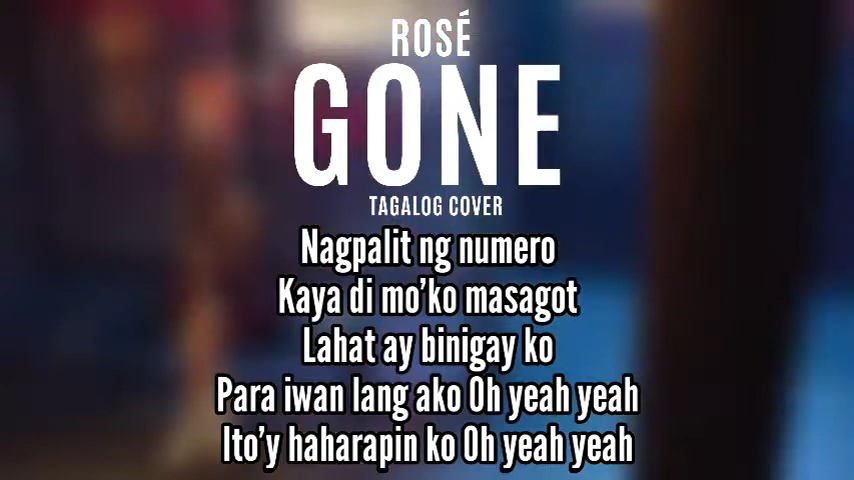 ROSÉ
GONE
TAGALOG COVER
Nagpalit ng numero
Kaya di mo’ko masagot
Lahat ay binigay ko
Para iwan lang ako Oh yeah yeah
Ito’y haharapin ko Oh yeah yeah